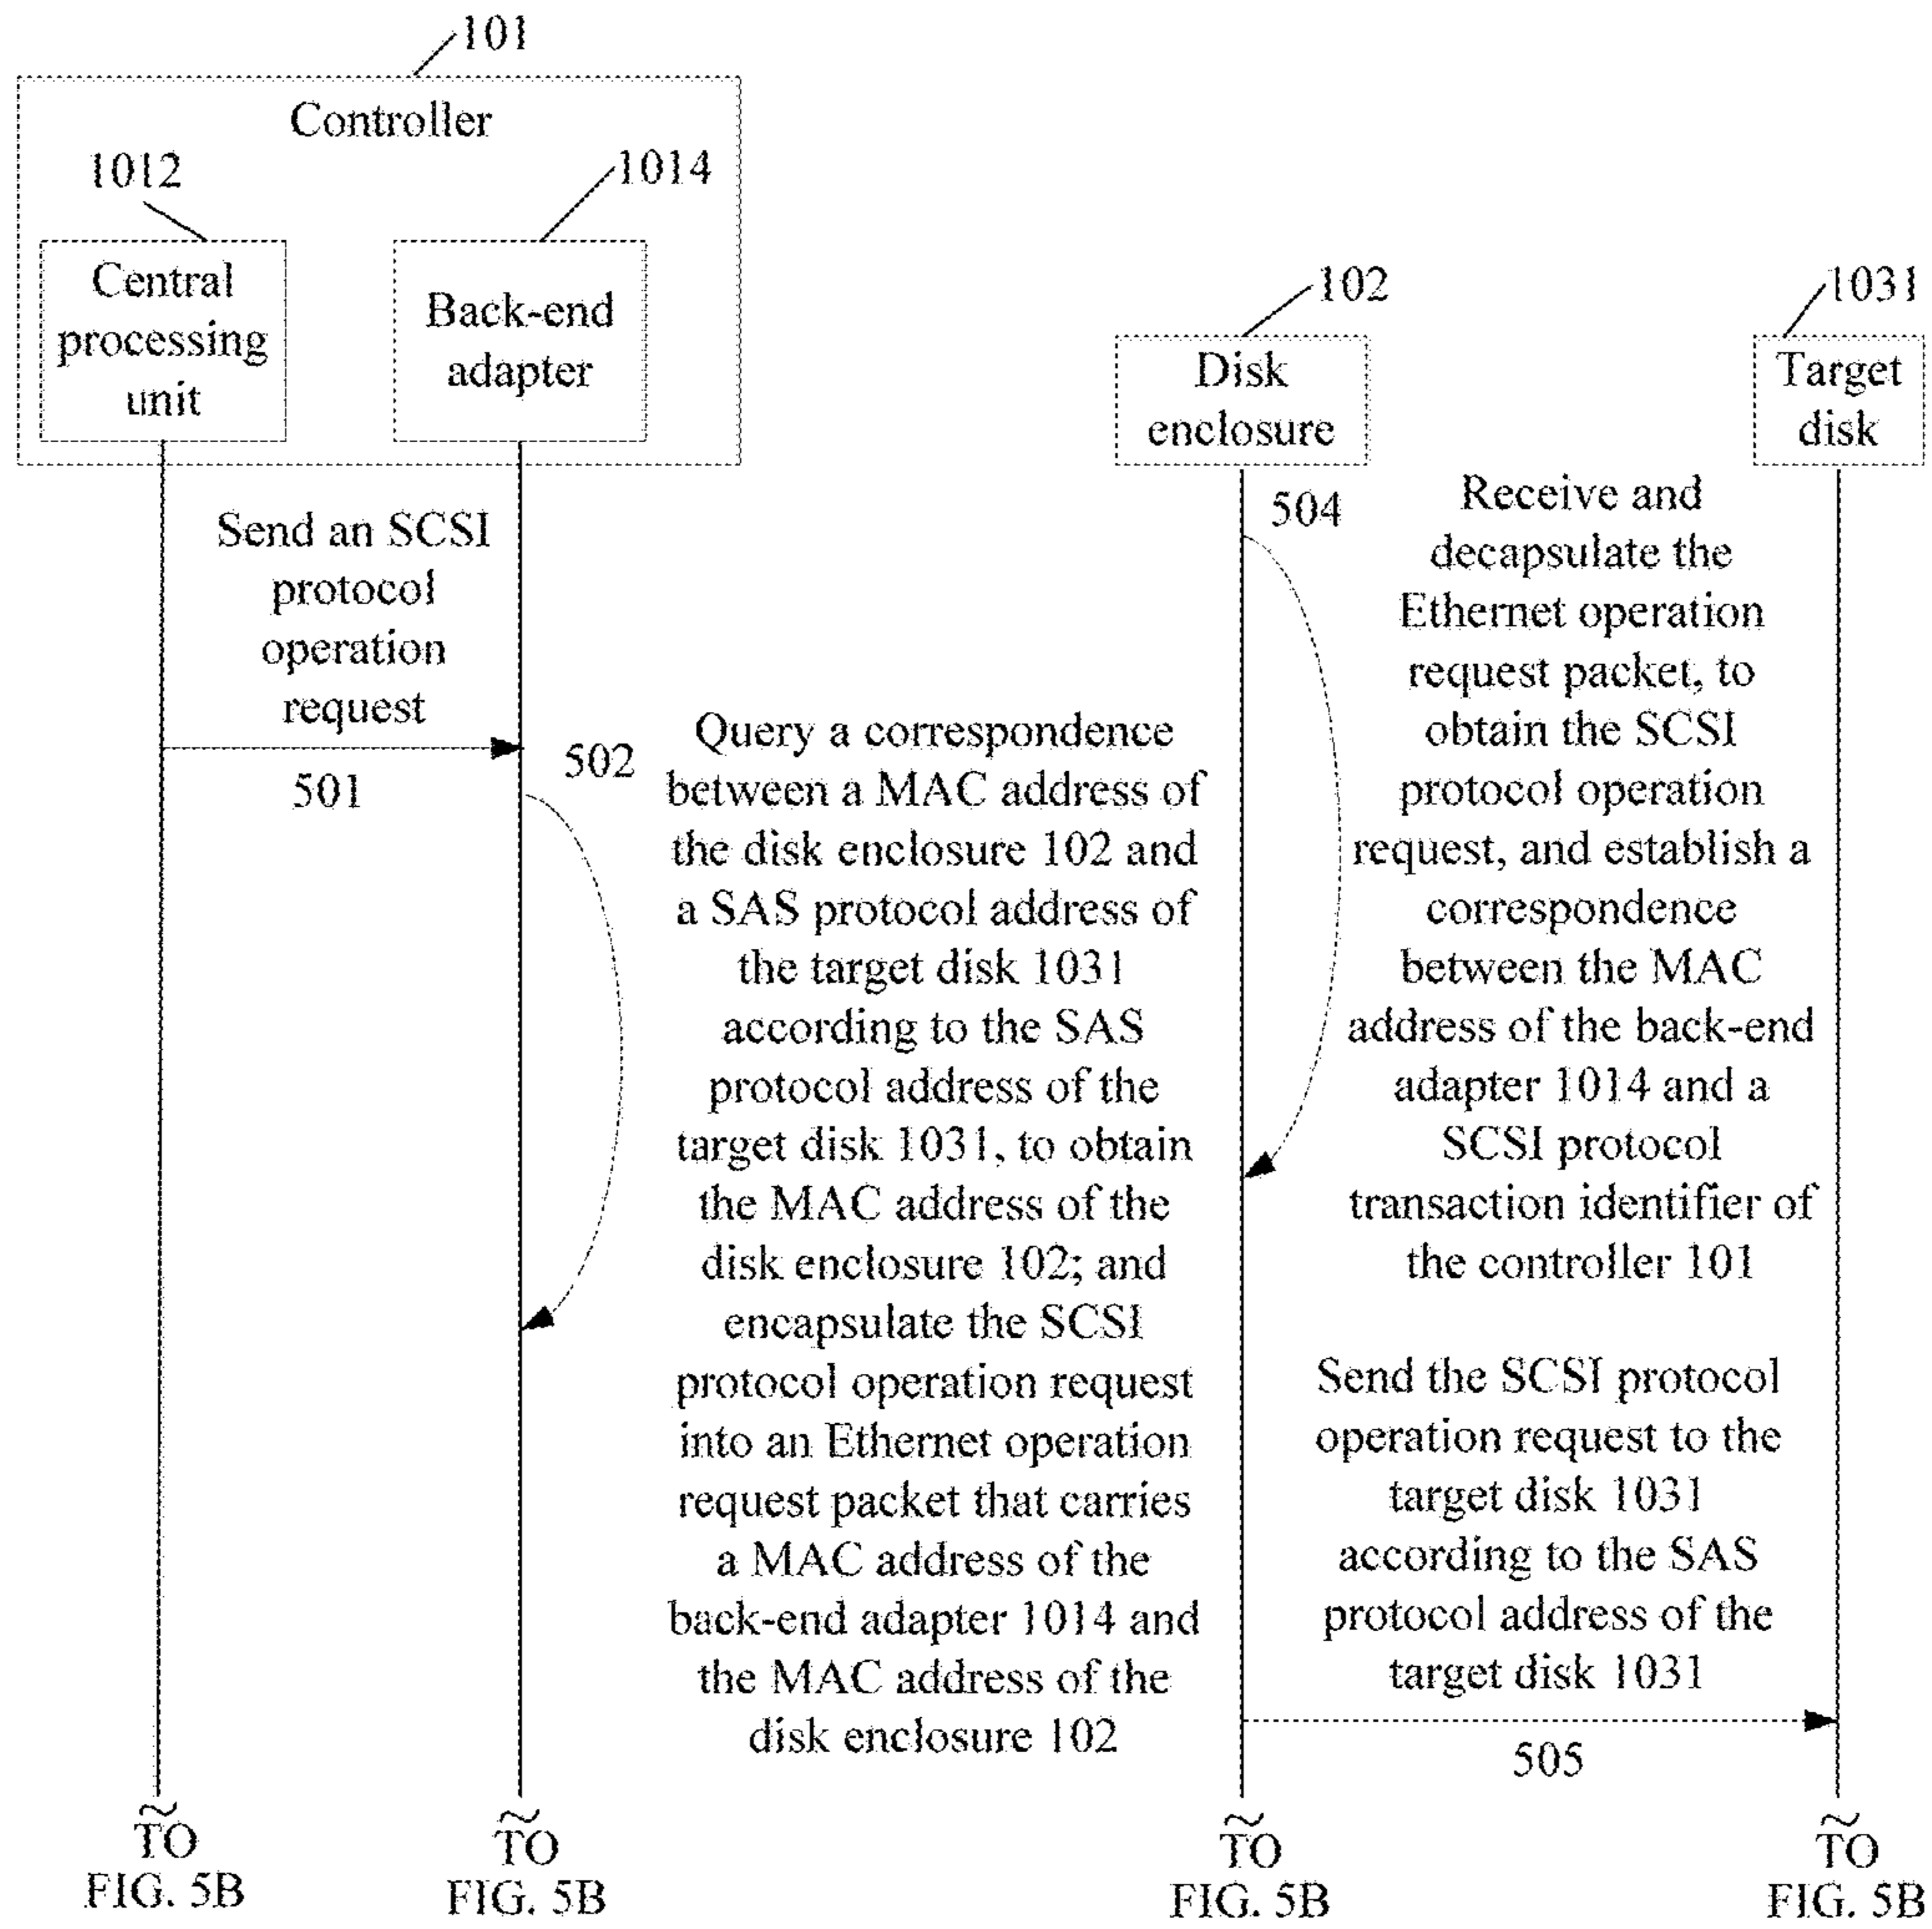 101
Controller
1012
1014
Central
processing
unit
Back-end
adapter
102
Disk
enclosure
1031
Target
disk
Send an SCSI
protocol
operation
request
501
502
Query a correspondence
between a MAC address of
the disk enclosure 102 and
a SAS protocol address of
the target disk 1031
according to the SAS
protocol address of the
target disk 1031, to obtain
the MAC address of the
disk enclosure 102; and
encapsulate the SCSI
protocol operation request
into an Ethernet operation
request packet that carries
a MAC address of the
back-end adapter 1014 and
the MAC address of the
disk enclosure 102
504
Receive and
decapsulate the
Ethernet operation
request packet, to
obtain the SCSI
protocol operation
request, and establish a
correspondence
between the MAC
address of the back-end
adapter 1014 and a
SCSI protocol
transaction identifier of
the controller 101
Send the SCSI protocol
operation request to the
target disk 1031
according to the SAS
protocol address of the
target disk 1031
505
TO
FIG. 5B
TO
FIG. 5B
TO
FIG. 5B
TO
FIG. 5B